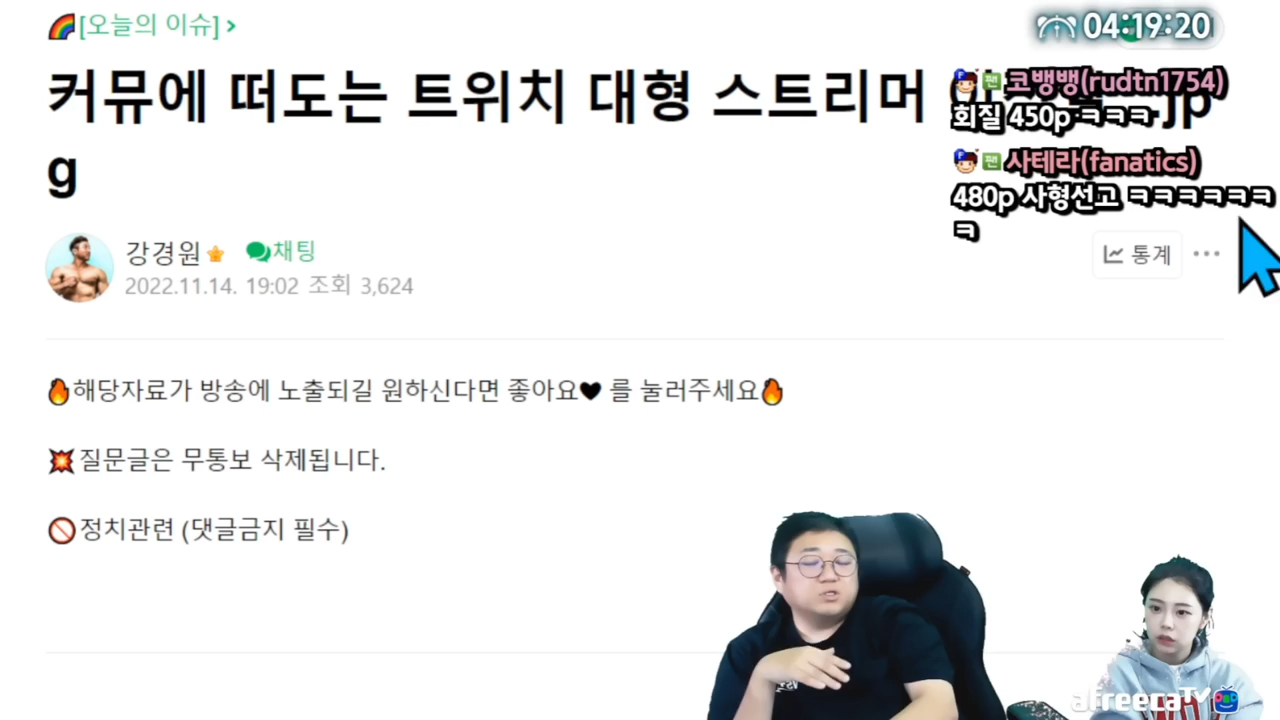 [오늘의 이슈] >
04:19:20
커뮤에 떠도는 트위치 대형 스트리머 .jp
g
팬 코뱅뱅(rudtn1754)
회질 450p ㅋㅋㅋ
팬 사테라(fanatics)
480p 사형선고 ㅋㅋㅋㅋㅋㅋ
ㅋ
강경원 채팅
2022.11.14. 19:02 조회 3,624
통계
해당자료가 방송에 노출되길 원하신다면 좋아요🖤 를 눌러주세요
질문글은 무통보 삭제됩니다.
정치관련 (댓글금지 필수)
afreecaTV